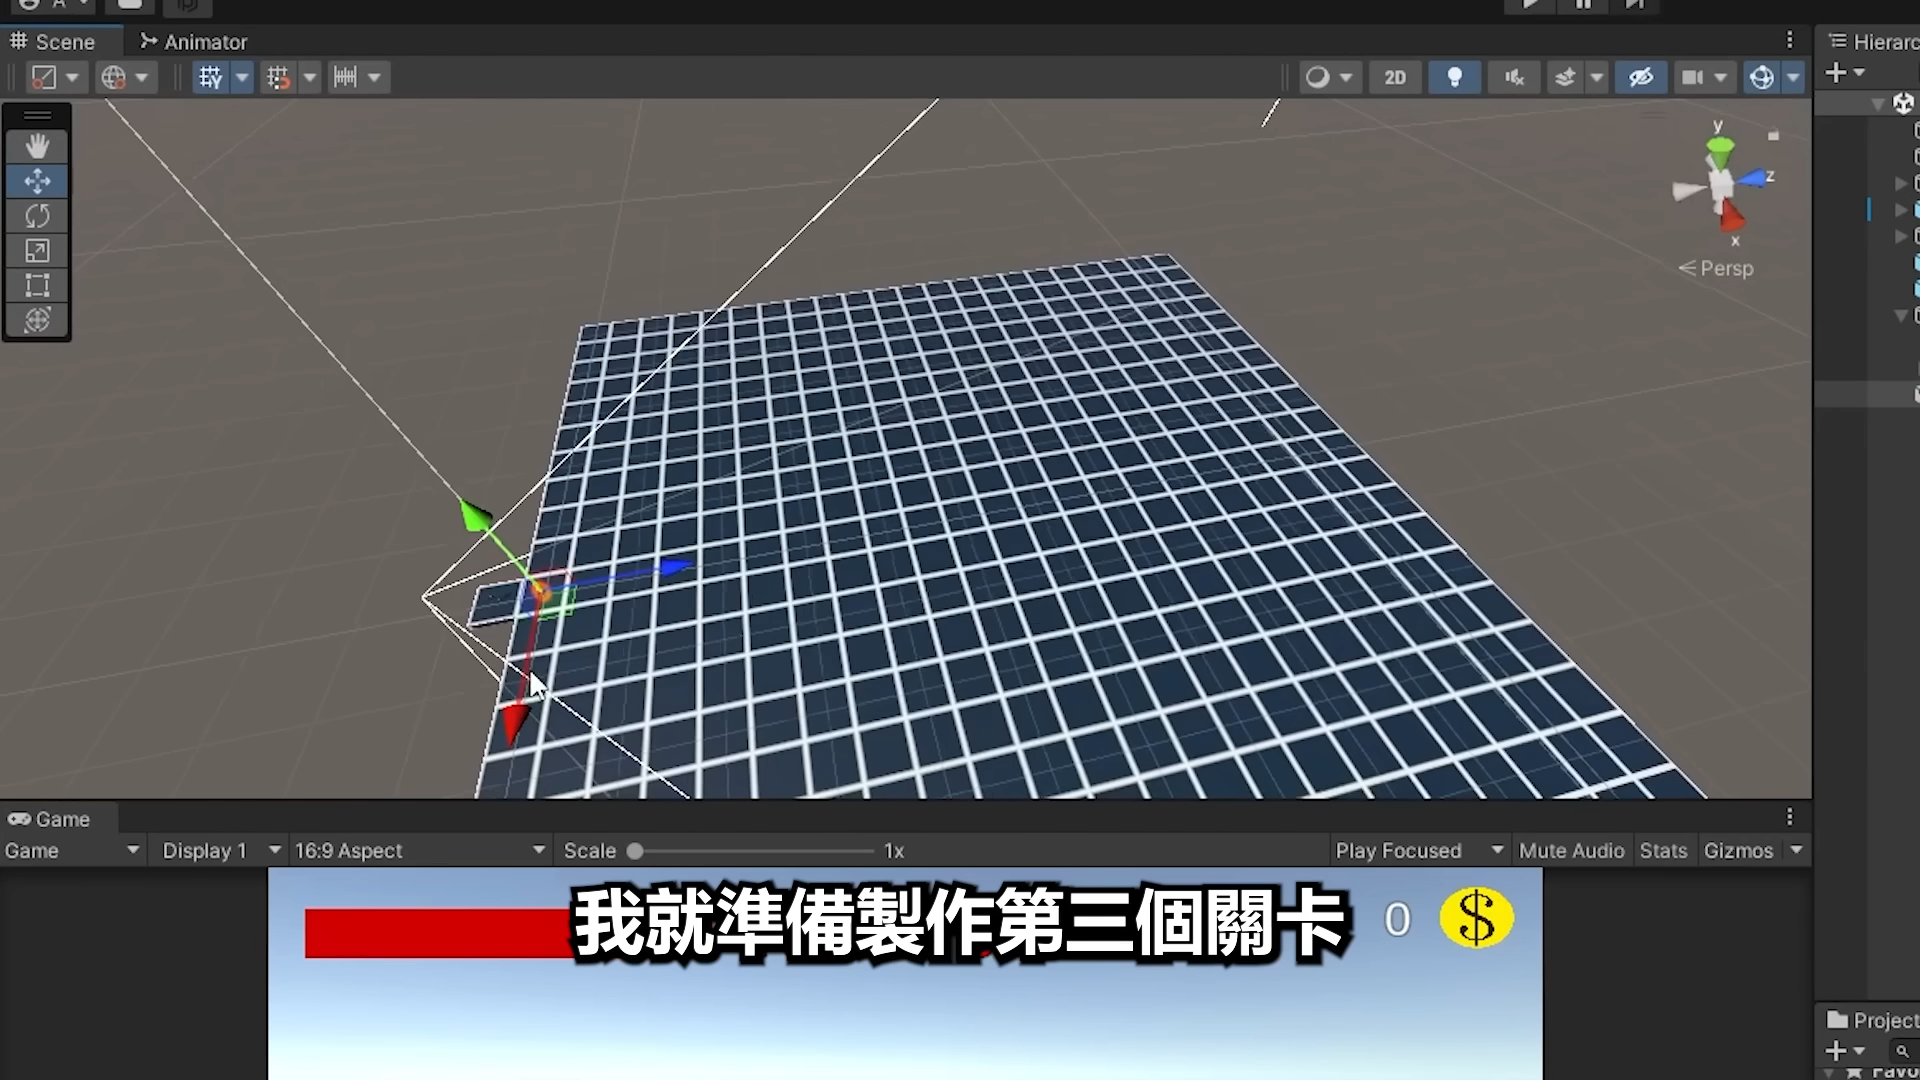 Scene
Animator
Hierarc
2D
y
z
x
Persp
Game
Game
Display 1
16:9 Aspect
Scale
1x
Play Focused
Mute Audio
Stats
Gizmos
我就準備製作第三個關卡
0
$
Project
Favo